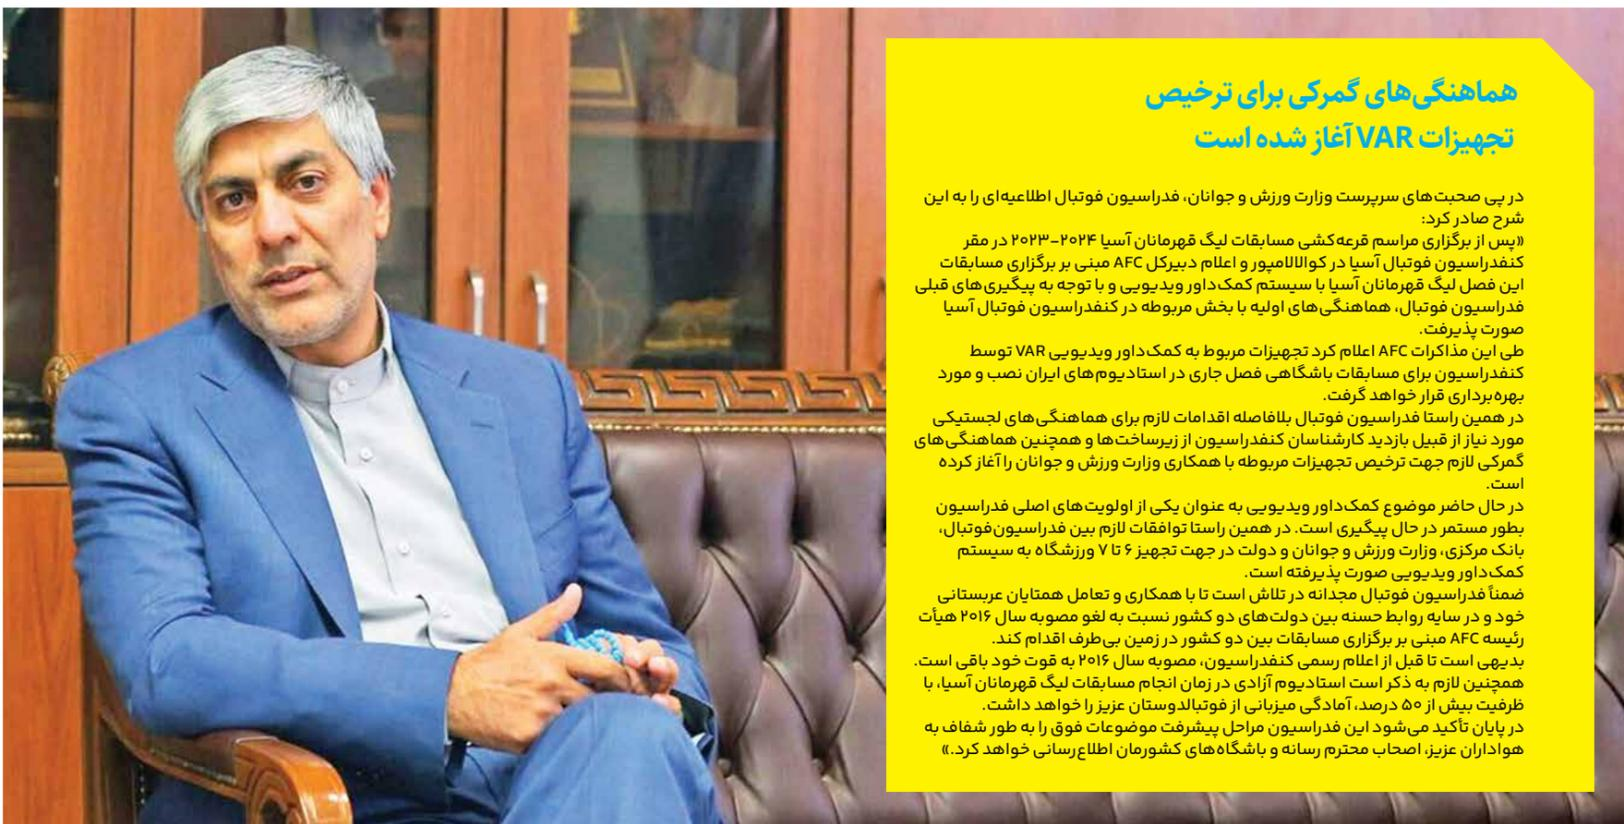 هماهنگی‌های گمرکی برای ترخیص
تجهیزات VAR آغاز شده است
در پی صحبت‌های سرپرست وزارت ورزش و جوانان، فدراسیون فوتبال اطلاعیه‌ای را به این
شرح صادر کرد:
«پس از برگزاری مراسم قرعه‌کشی مسابقات لیگ قهرمانان آسیا ۲۰۲۴-۲۰۲۳ در مقر
کنفدراسیون فوتبال آسیا در کوالالامپور و اعلام دبیرکل AFC مبنی بر برگزاری مسابقات
این فصل لیگ قهرمانان آسیا با سیستم کمک‌داور ویدیویی و با توجه به پیگیری‌های قبلی
فدراسیون فوتبال، هماهنگی‌های اولیه با بخش مربوطه در کنفدراسیون فوتبال آسیا
صورت پذیرفت.
طی این مذاکرات AFC اعلام کرد تجهیزات مربوط به کمک‌داور ویدیویی VAR توسط
کنفدراسیون برای مسابقات باشگاهی فصل جاری در استادیوم‌های ایران نصب و مورد
بهره‌برداری قرار خواهد گرفت.
در همین راستا فدراسیون فوتبال بلافاصله اقدامات لازم برای هماهنگی‌های لجستیکی
مورد نیاز از قبیل بازدید کارشناسان کنفدراسیون از زیرساخت‌ها و همچنین هماهنگی‌های
گمرکی لازم جهت ترخیص تجهیزات مربوطه با همکاری وزارت ورزش و جوانان را آغاز کرده
است.
در حال حاضر موضوع کمک‌داور ویدیویی به عنوان یکی از اولویت‌های اصلی فدراسیون
بطور مستمر در حال پیگیری است. در همین راستا توافقات لازم بین فدراسیون‌فوتبال،
بانک مرکزی، وزارت ورزش و جوانان و دولت در جهت تجهیز ۶ تا ۷ ورزشگاه به سیستم
کمک‌داور ویدیویی صورت پذیرفته است.
ضمناً فدراسیون فوتبال مجدانه در تلاش است تا با همکاری و تعامل همتایان عربستانی
خود و در سایه روابط حسنه بین دولت‌های دو کشور نسبت به لغو مصوبه سال ۲۰۱۶ هیأت
رئیسه AFC مبنی بر برگزاری مسابقات بین دو کشور در زمین بی‌طرف اقدام کند.
بدیهی است تا قبل از اعلام رسمی کنفدراسیون، مصوبه سال ۲۰۱۶ به قوت خود باقی است.
همچنین لازم به ذکر است استادیوم آزادی در زمان انجام مسابقات لیگ قهرمانان آسیا، با
ظرفیت بیش از ۵۰ درصد، آمادگی میزبانی از فوتبالدوستان عزیز را خواهد داشت.
در پایان تأکید می‌شود این فدراسیون مراحل پیشرفت موضوعات فوق را به طور شفاف به
هواداران عزیز، اصحاب محترم رسانه و باشگاه‌های کشورمان اطلاع‌رسانی خواهد کرد.»